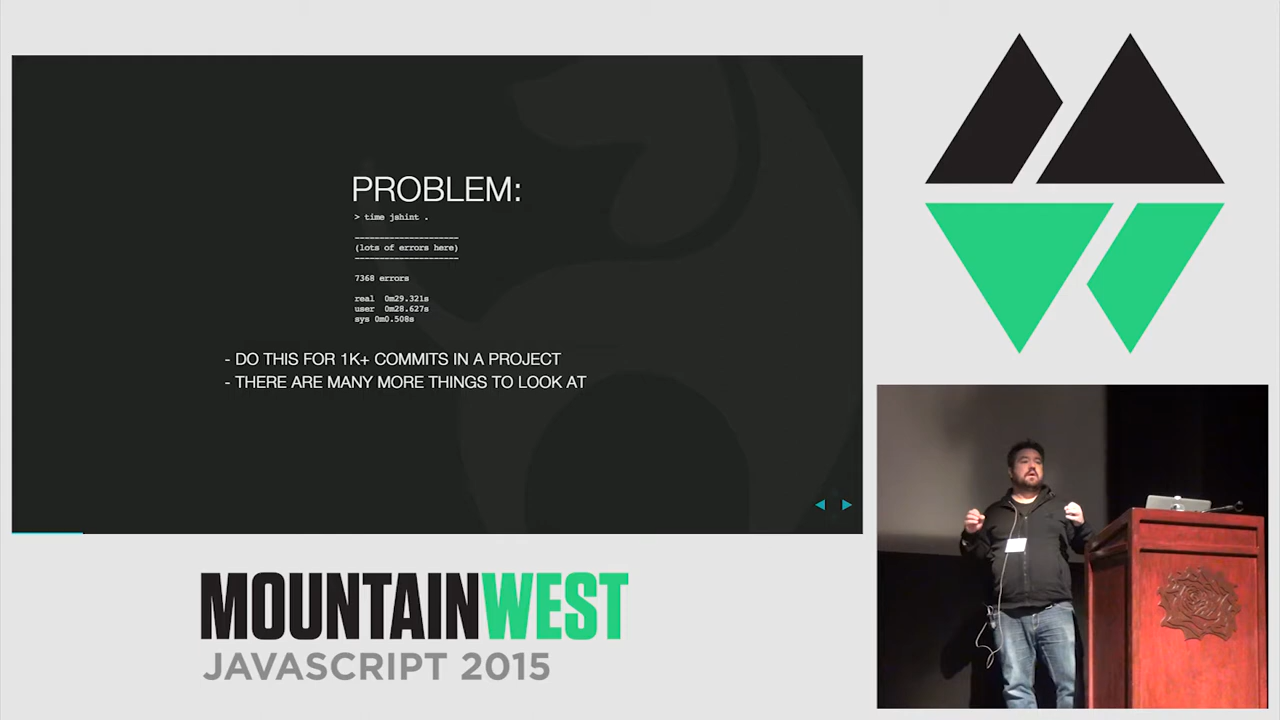 PROBLEM:
> time jshint .
---------------------
(lots of errors here)
---------------------
7368 errors
real 0m29.321s
user 0m28.627s
sys 0m0.508s
- DO THIS FOR 1K+ COMMITS IN A PROJECT
- THERE ARE MANY MORE THINGS TO LOOK AT
MOUNTAINWEST
JAVASCRIPT 2015